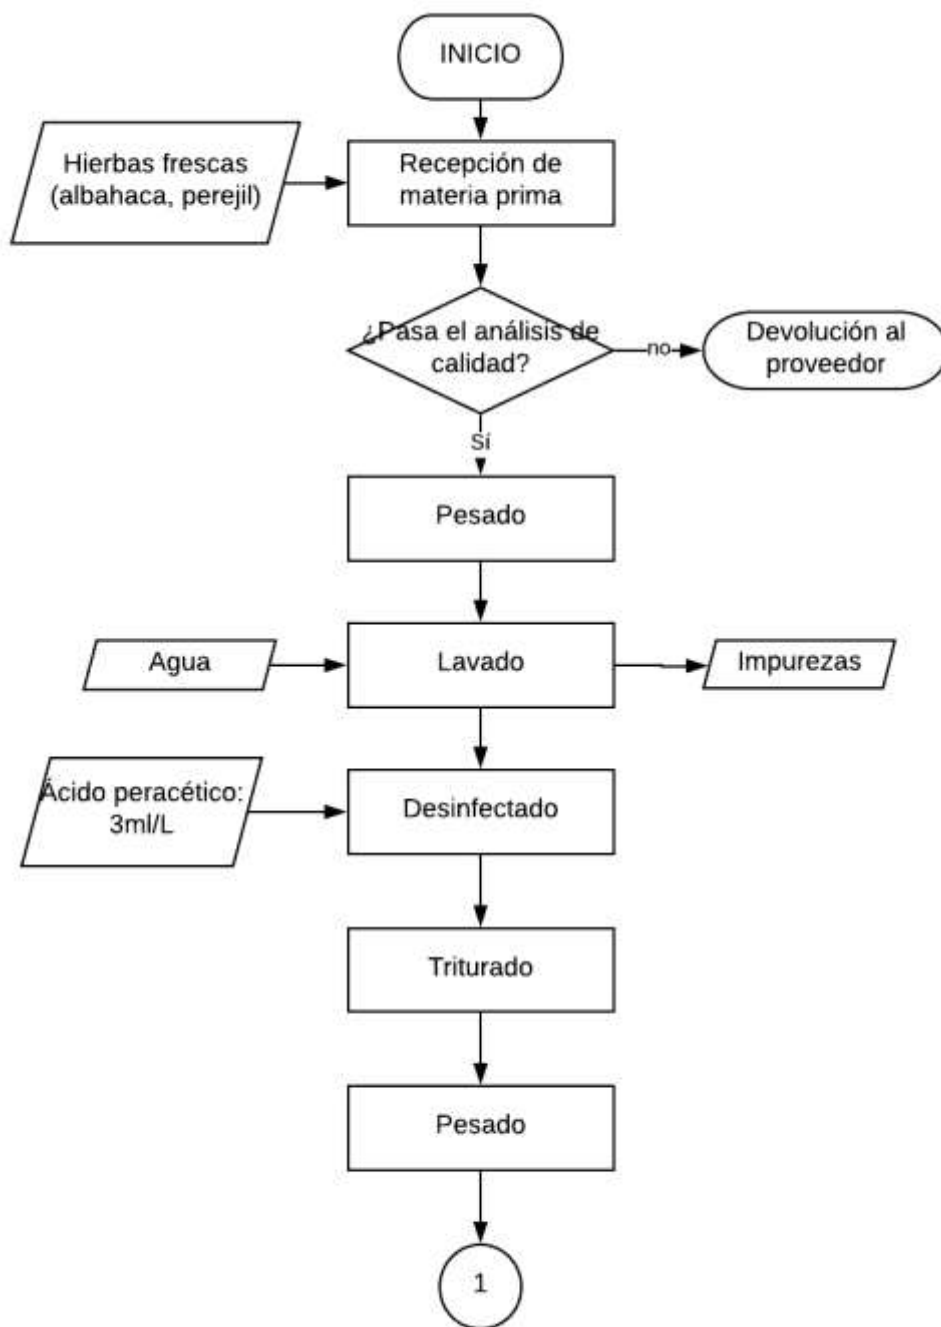 INICIO
Hierbas frescas
(albahaca, perejil)
Recepción de
materia prima
¿Pasa el análisis de
calidad?
no
Devolución al
proveedor
Sí
Pesado
Agua
Lavado
Impurezas
Ácido peracético:
3ml/L
Desinfectado
Triturado
Pesado
1